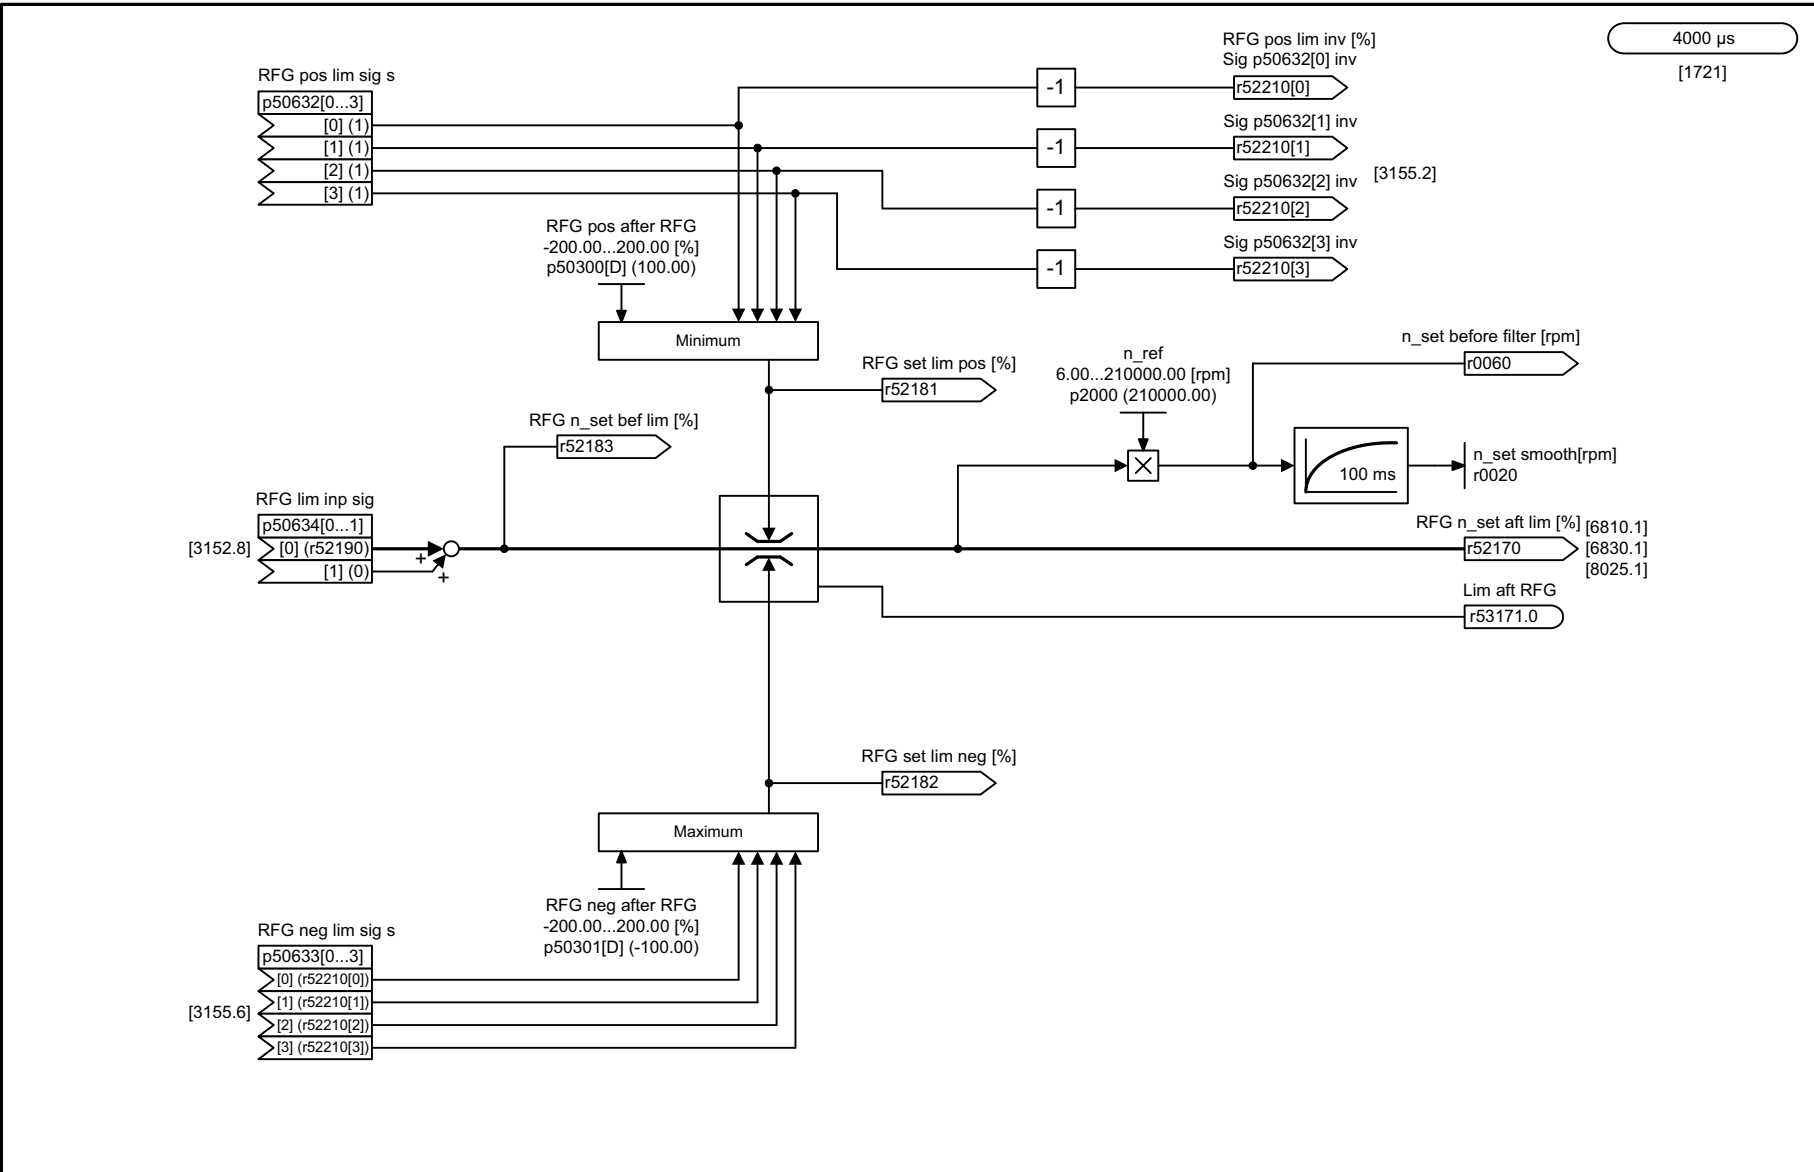 4000 µs
[1721]
RFG pos lim sig s
p50632[0...3]
[0] (1)
[1] (1)
[2] (1)
[3] (1)
RFG pos lim inv [%]
Sig p50632[0] inv
-1
r52210[0]
Sig p50632[1] inv
-1
r52210[1]
[3155.2]
Sig p50632[2] inv
-1
r52210[2]
Sig p50632[3] inv
-1
r52210[3]
RFG pos after RFG
-200.00...200.00 [%]
p50300[D] (100.00)
Minimum
RFG set lim pos [%]
r52181
n_ref
6.00...210000.00 [rpm]
p2000 (210000.00)
n_set before filter [rpm]
r0060
100 ms
n_set smooth[rpm]
r0020
RFG n_set bef lim [%]
r52183
RFG lim inp sig
p50634[0...1]
[3152.8]
[0] (r52190)
[1] (0)
+
+
RFG n_set aft lim [%]
r52170
[6810.1]
[6830.1]
[8025.1]
Lim aft RFG
r53171.0
RFG set lim neg [%]
r52182
Maximum
RFG neg after RFG
-200.00...200.00 [%]
p50301[D] (-100.00)
RFG neg lim sig s
p50633[0...3]
[0] (r52210[0])
[1] (r52210[1])
[2] (r52210[2])
[3] (r52210[3])
[3155.6]